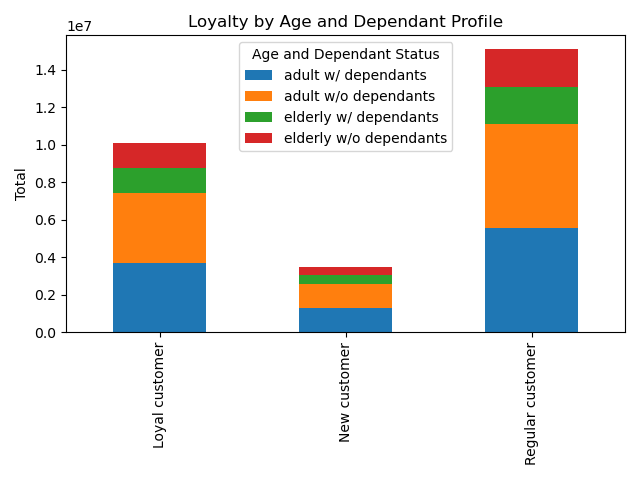 Loyalty by Age and Dependant Profile
1e7
Age and Dependant Status
adult w/ dependants
adult w/o dependants
elderly w/ dependants
elderly w/o dependants
1.4
1.2
1.0
0.8
0.6
0.4
0.2
0.0
Total
Loyal customer
New customer
Regular customer